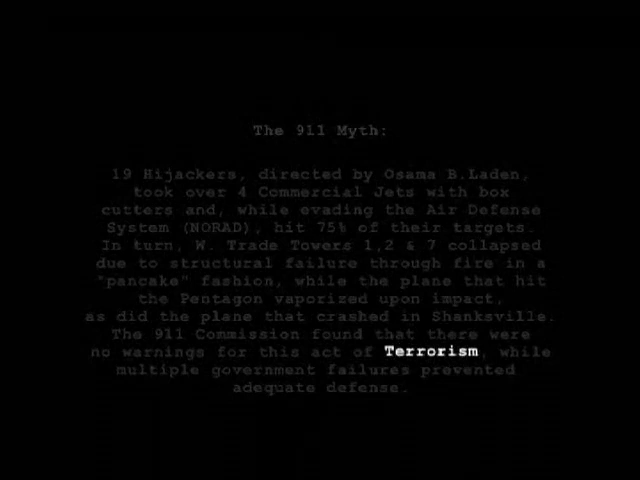 The 911 Myth:
19 Hijackers, directed by Osama B.Laden,
took over 4 Commercial Jets with box
cutters and, while evading the Air Defense
System (NORAD), hit 75% of their targets.
In turn, W. Trade Towers 1,2 & 7 collapsed
due to structural failure through fire in a
"pancake" fashion, while the plane that hit
the Pentagon vaporized upon impact,
as did the plane that crashed in Shanksville.
The 911 Commission found that there were
no warnings for this act of Terrorism, while
multiple government failures prevented
adequate defense.